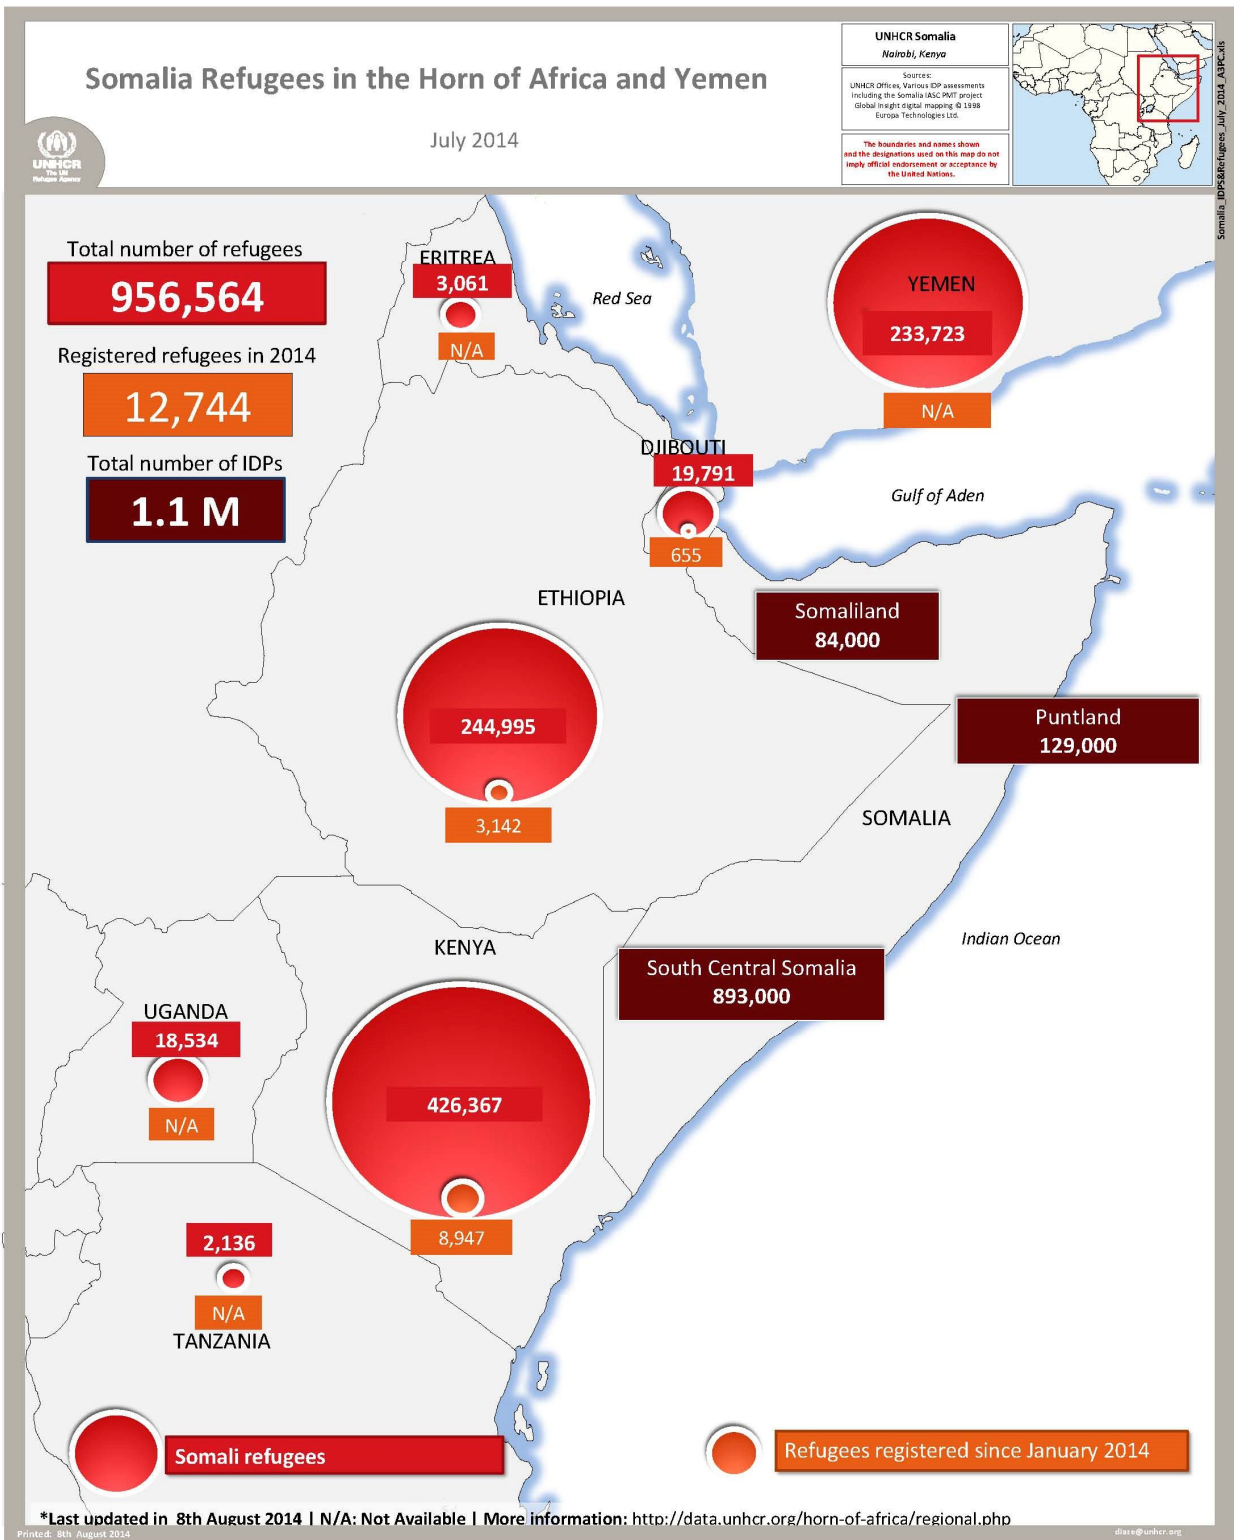 Somalia Refugees in the Horn of Africa and Yemen
July 2014
UNHCR
The UN
Refugee Agency
UNHCR Somalia
Nairobi, Kenya
Sources:
UNHCR Offices, Various IDP assessments
including the Somalia IASC PMT project
Global Insight digital mapping © 1998
Europa Technologies Ltd.
The boundaries and names shown
and the designations used on this map do not
imply official endorsement or acceptance by
the United Nations.
Somalia_IDPS&Refugees_July_2014_A3PC.xls
Total number of refugees
956,564
Registered refugees in 2014
12,744
Total number of IDPs
1.1 M
ERITREA
3,061
N/A
Red Sea
YEMEN
233,723
N/A
DJIBOUTI
19,791
655
Gulf of Aden
ETHIOPIA
244,995
3,142
Somaliland
84,000
Puntland
129,000
SOMALIA
Indian Ocean
KENYA
426,367
8,947
South Central Somalia
893,000
UGANDA
18,534
N/A
2,136
N/A
TANZANIA
Somali refugees
Refugees registered since January 2014
*Last updated in 8th August 2014 | N/A: Not Available | More information: http://data.unhcr.org/horn-of-africa/regional.php
Printed: 8th August 2014
diaze@unhcr.org